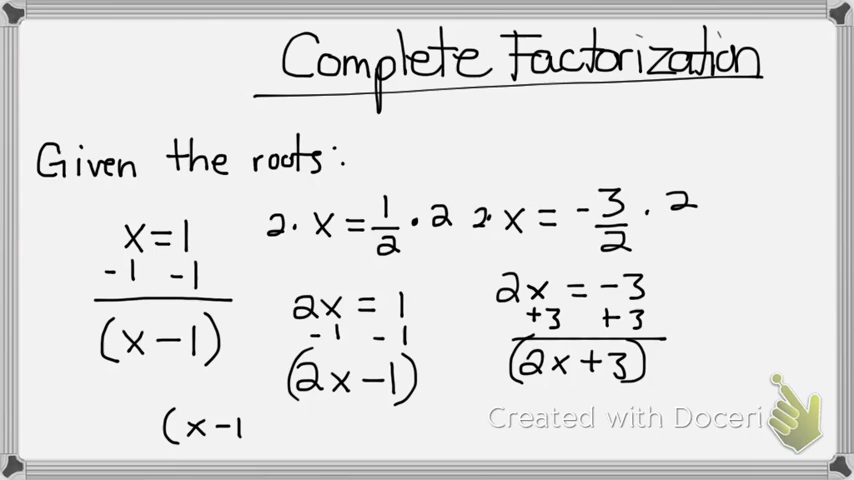 Complete Factorization
Given the roots:
x = 1
-1 -1
(x - 1)
2 · x = 1/2 · 2
2x = 1
-1 -1
(2x - 1)
2 · x = -3/2 · 2
2x = -3
+3 +3
(2x + 3)
(x - 1
Created with Doceri